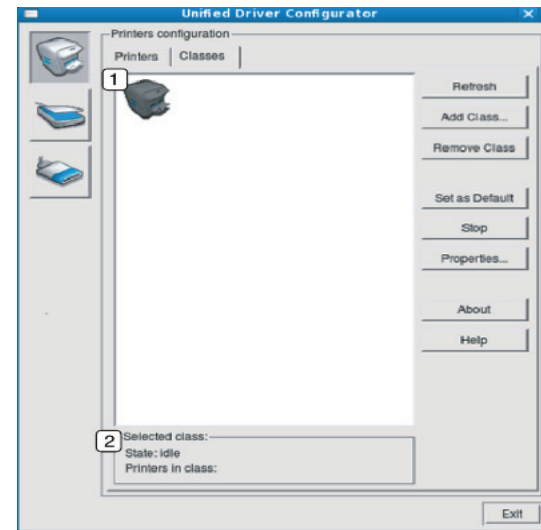 Unified Driver Configurator
Printers configuration
Printers Classes
1
Refresh
Add Class...
Remove Class
Set as Default
Stop
Properties...
About
Help
2
Selected class:
State: idle
Printers in class:
Exit